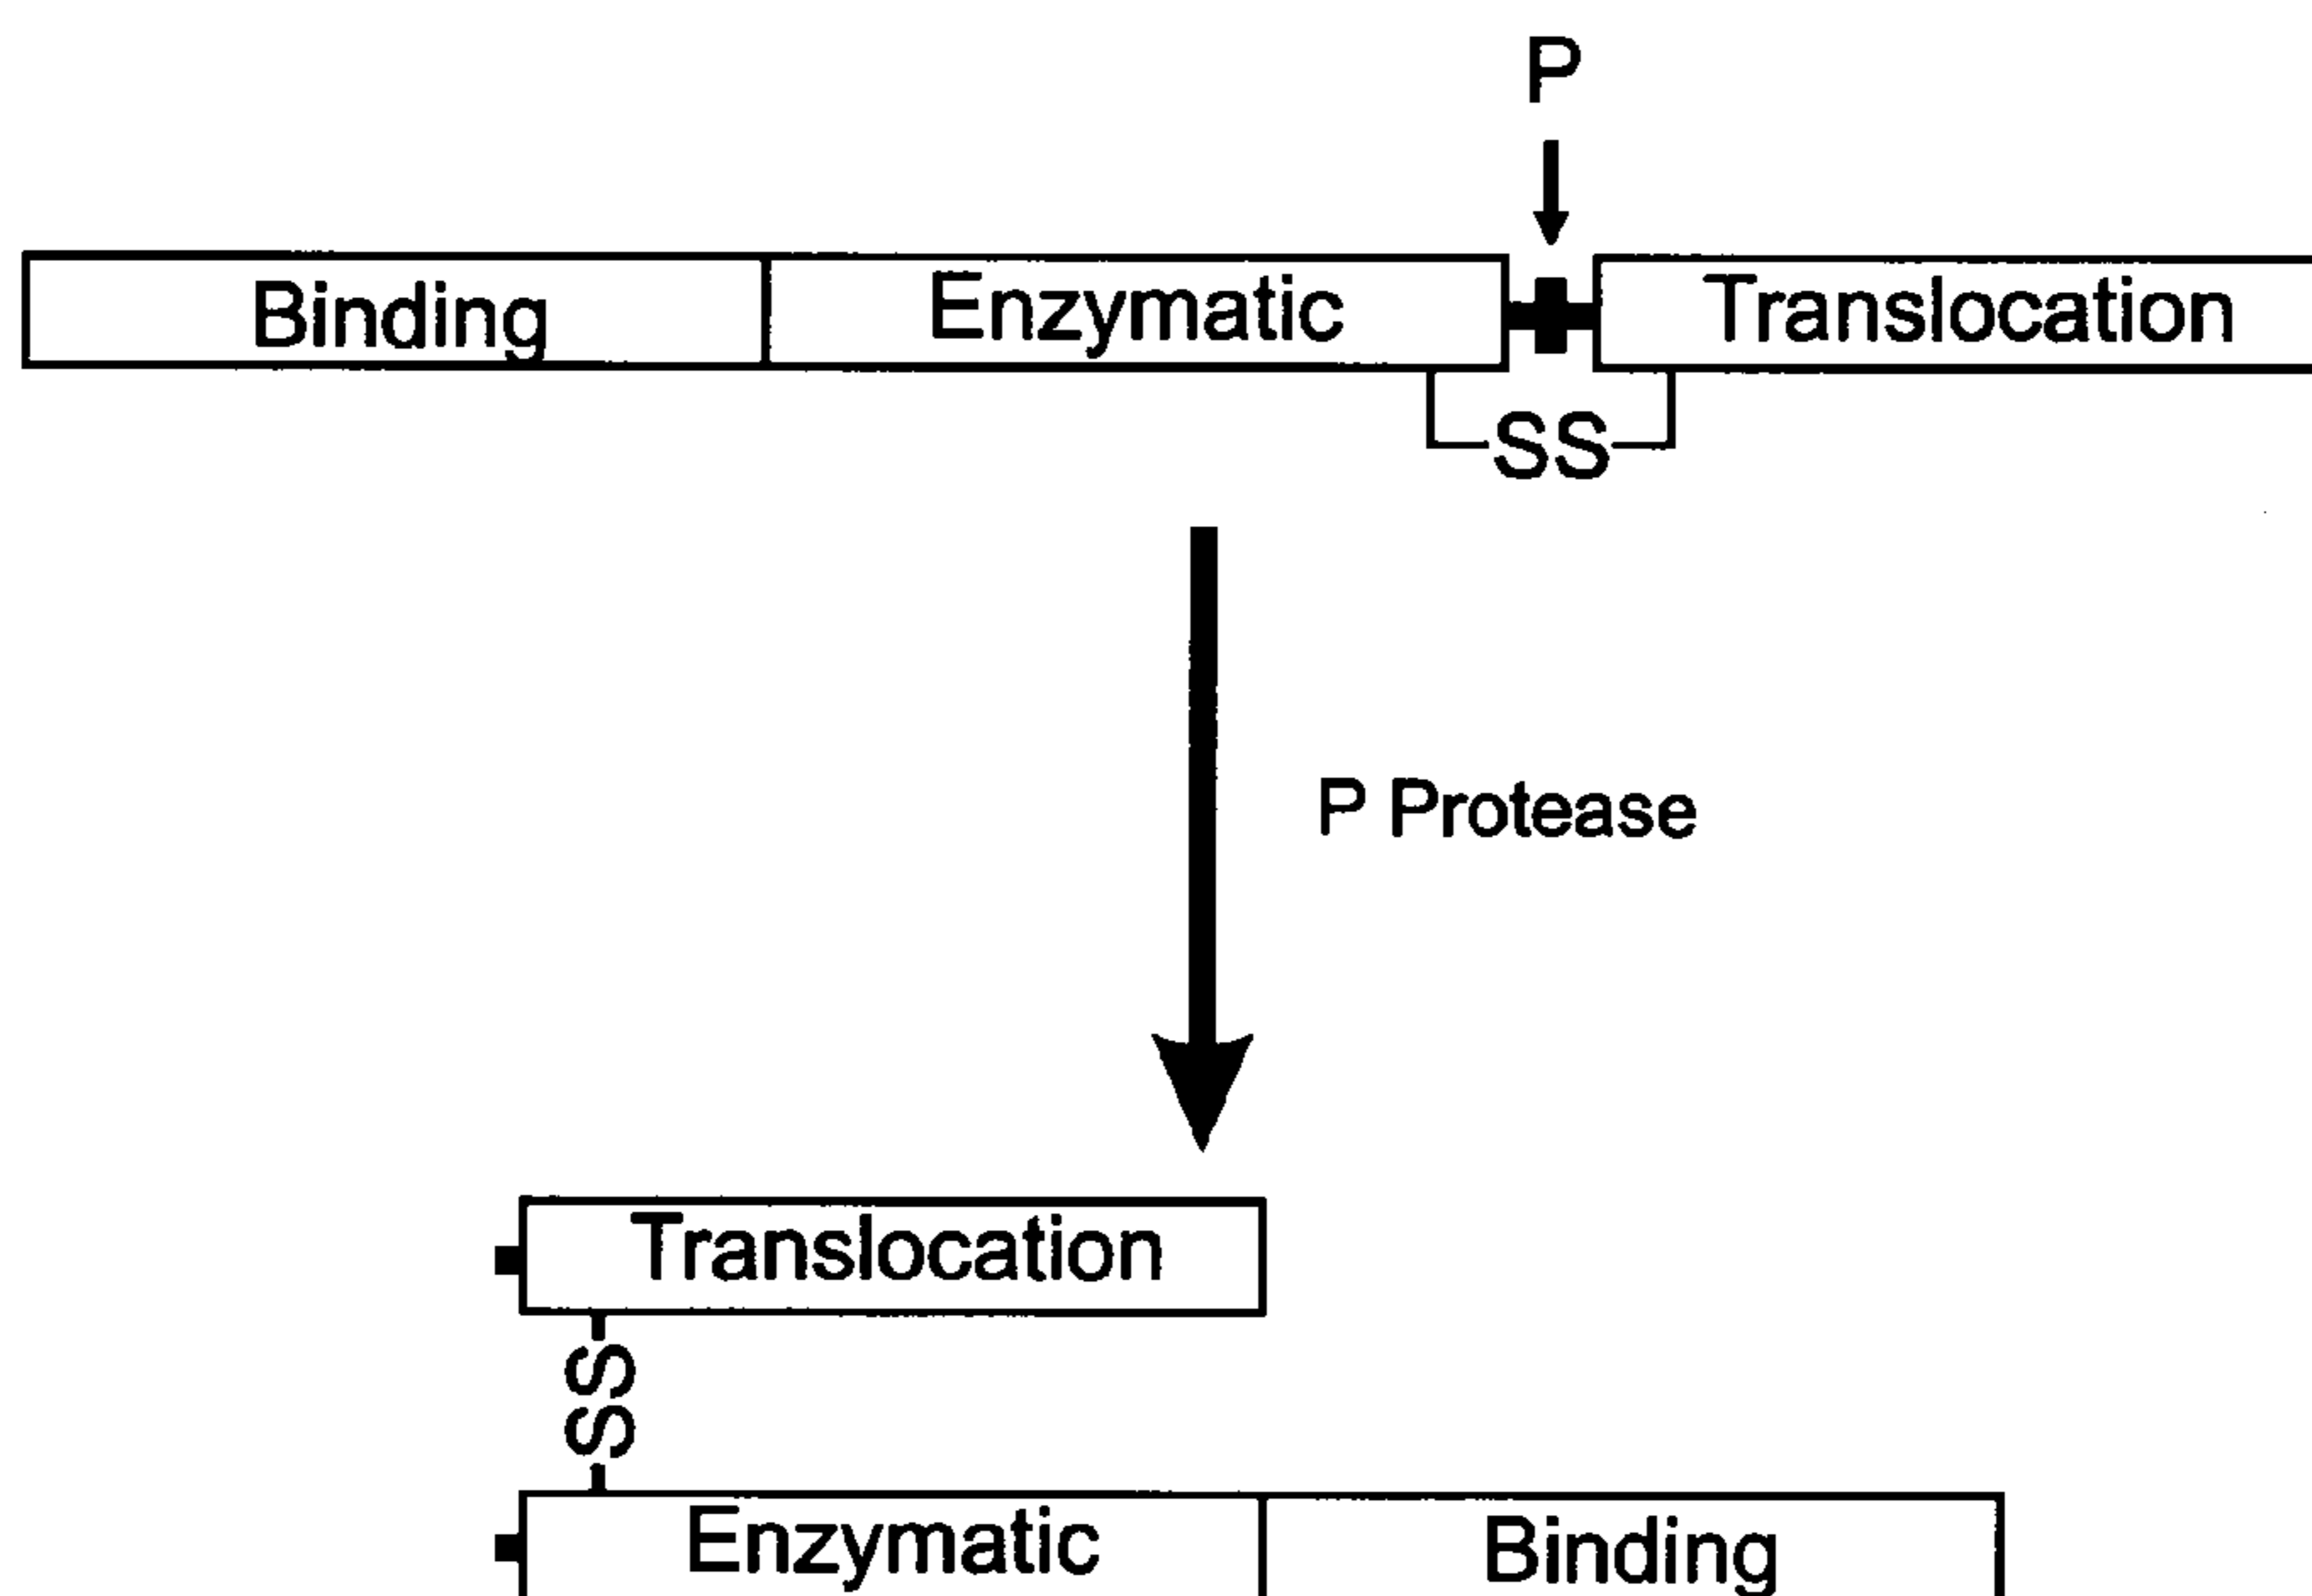 P
Binding Enzymatic Translocation
SS
P Protease
Translocation
SS
Enzymatic Binding